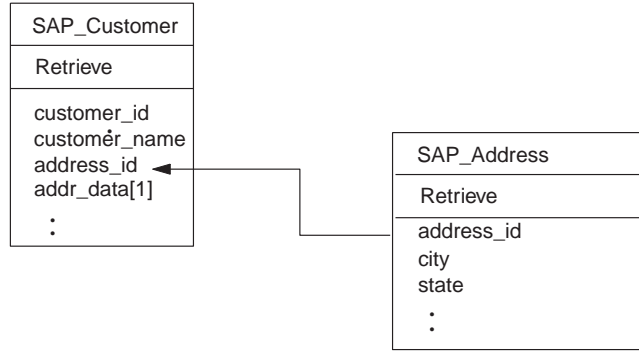 SAP_Customer
Retrieve
customer_id
customer_name
address_id
addr_data[1]
:
SAP_Address
Retrieve
address_id
city
state
: